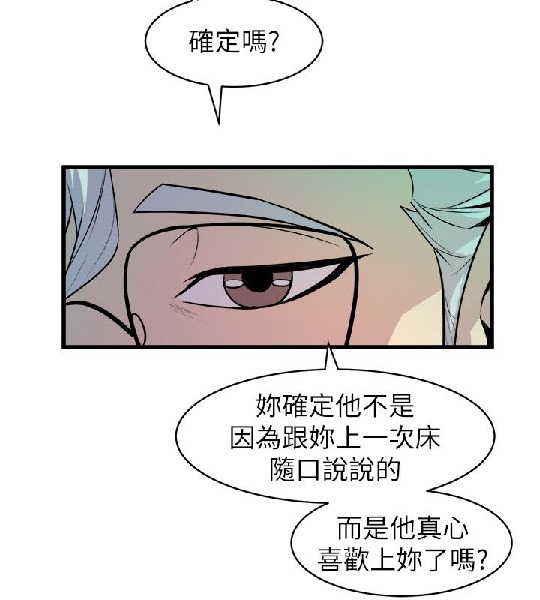 確定嗎?
妳確定他不是
因為跟妳上一次床
隨口說說的
而是他真心
喜歡上妳了嗎?